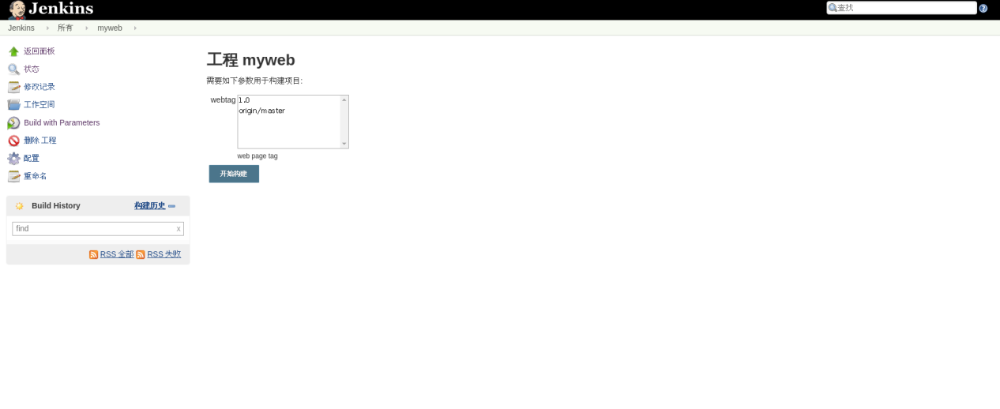 Jenkins
查找
Jenkins 所有 myweb
返回面板
状态
修改记录
工作空间
Build with Parameters
删除 工程
配置
重命名
Build History 构建历史
find x
RSS 全部 RSS 失败
工程 myweb
需要如下参数用于构建项目:
webtag
1.0
origin/master
web page tag
开始构建